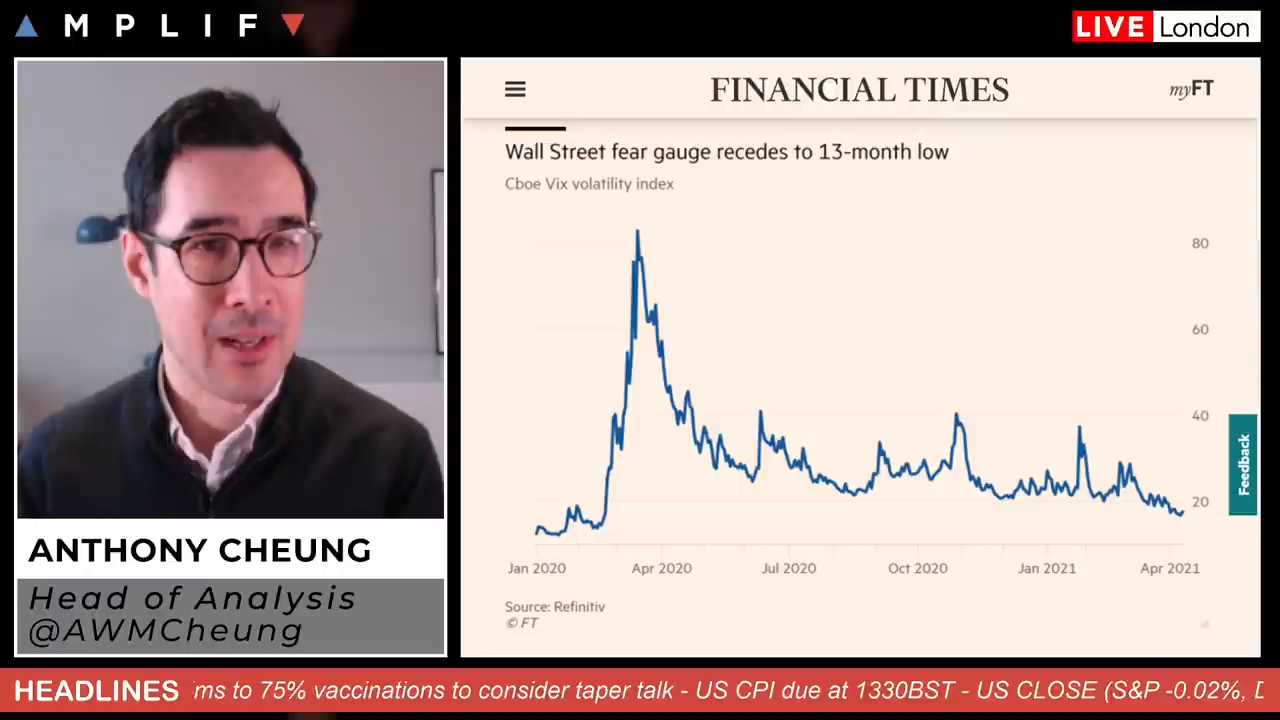 MPLIF
LIVE London
FINANCIAL TIMES
myFT
Wall Street fear gauge recedes to 13-month low
Cboe Vix volatility index
80
60
40
20
Jan 2020 Apr 2020 Jul 2020 Oct 2020 Jan 2021 Apr 2021
Source: Refinitiv
© FT
Feedback
ANTHONY CHEUNG
Head of Analysis
@AWMCheung
HEADLINES ms to 75% vaccinations to consider taper talk - US CPI due at 1330BST - US CLOSE (S&P -0.02%,